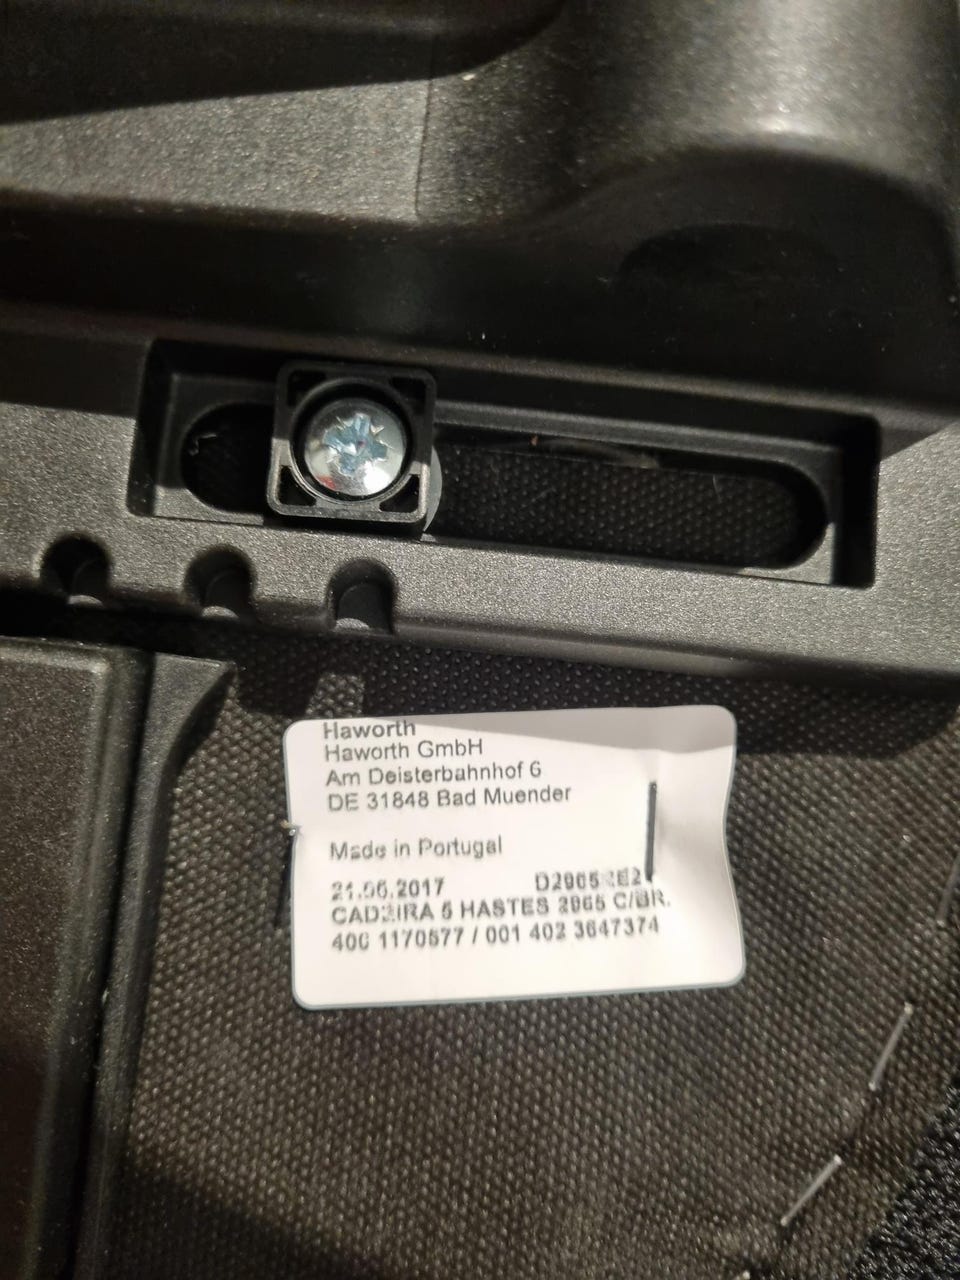 Haworth
Haworth GmbH
Am Deisterbahnhof 6
DE 31848 Bad Muender
Made in Portugal
21.06.2017
CADEIRA 5 HASTES 2965 C/BR.
400 1170577 / 001 402 3647374